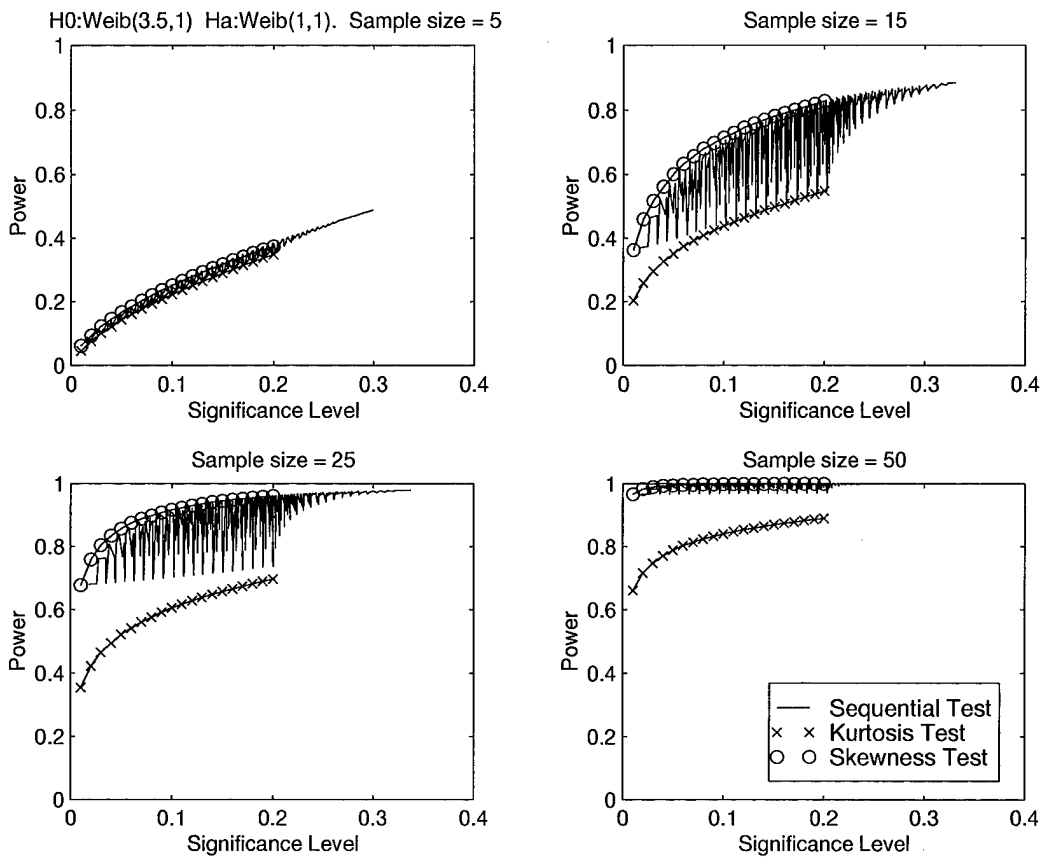 H0:Weib(3.5,1) Ha:Weib(1,1). Sample size = 5
1
0.8
0.6
0.4
0.2
0
Power
0 0.1 0.2 0.3 0.4
Significance Level
Sample size = 15
1
0.8
0.6
0.4
0.2
0
Power
0 0.1 0.2 0.3 0.4
Significance Level
Sample size = 25
1
0.8
0.6
0.4
0.2
0
Power
0 0.1 0.2 0.3 0.4
Significance Level
Sample size = 50
1
0.8
0.6
0.4
0.2
0
Power
Sequential Test
Kurtosis Test
Skewness Test
0 0.1 0.2 0.3 0.4
Significance Level